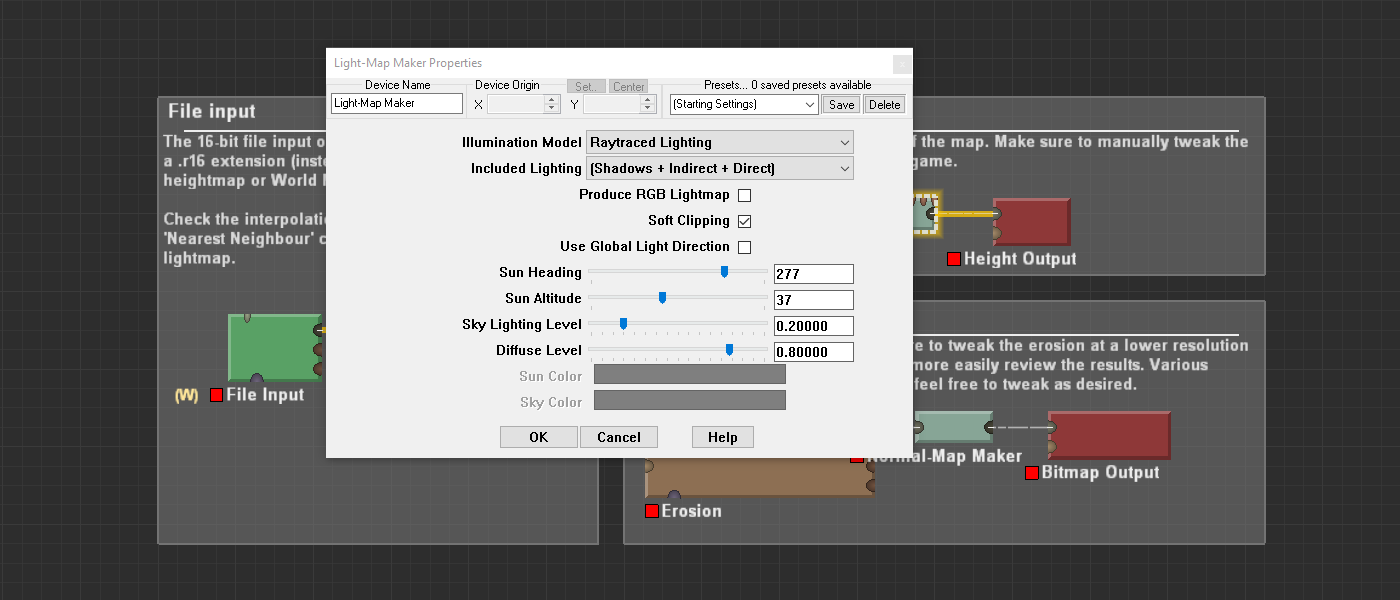 Light-Map Maker Properties
Device Name
Device Origin
Set..
Center
Presets... 0 saved presets available
Light-Map Maker
X
Y
(Starting Settings)
Save
Delete
Illumination Model
Raytraced Lighting
Included Lighting
(Shadows + Indirect + Direct)
Produce RGB Lightmap
Soft Clipping
Use Global Light Direction
Sun Heading
277
Sun Altitude
37
Sky Lighting Level
0.20000
Diffuse Level
0.80000
Sun Color
Sky Color
OK
Cancel
Help
File input
The 16-bit file input
a .r16 extension
heightmap or World
Check the
'Nearest Neighbour'
lightmap.
(W)
File Input
of the map. Make sure to manually tweak the
game.
Height Output
to tweak the erosion at a lower resolution
more easily review the results. Various
feel free to tweak as desired.
Normal-Map Maker
Bitmap Output
Erosion